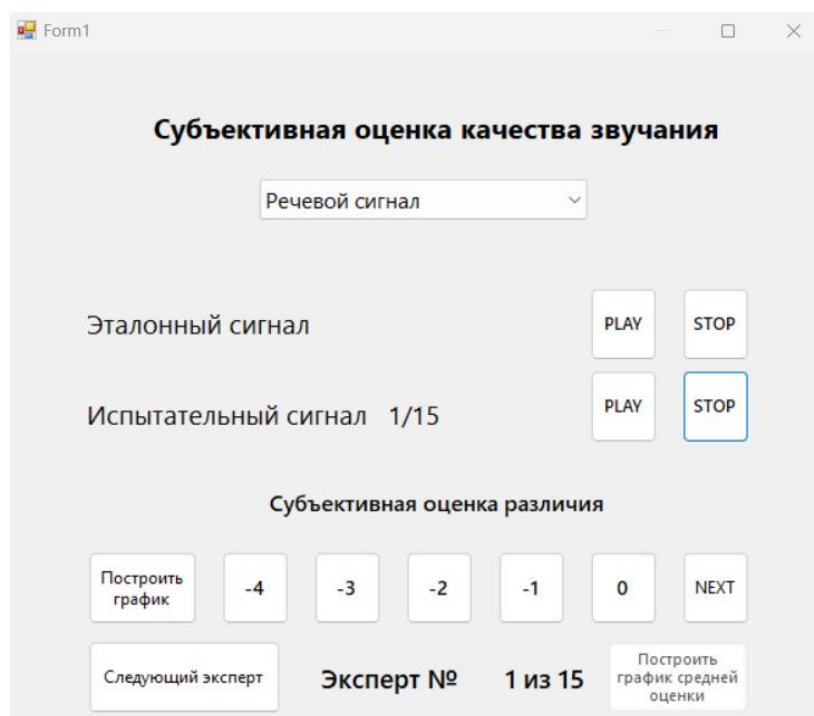 Form1
Субъективная оценка качества звучания
Речевой сигнал
Эталонный сигнал
PLAY
STOP
Испытательный сигнал 1/15
PLAY
STOP
Субъективная оценка различия
Построить
график
-4
-3
-2
-1
0
NEXT
Следующий эксперт
Эксперт № 1 из 15
Построить
график средней
оценки